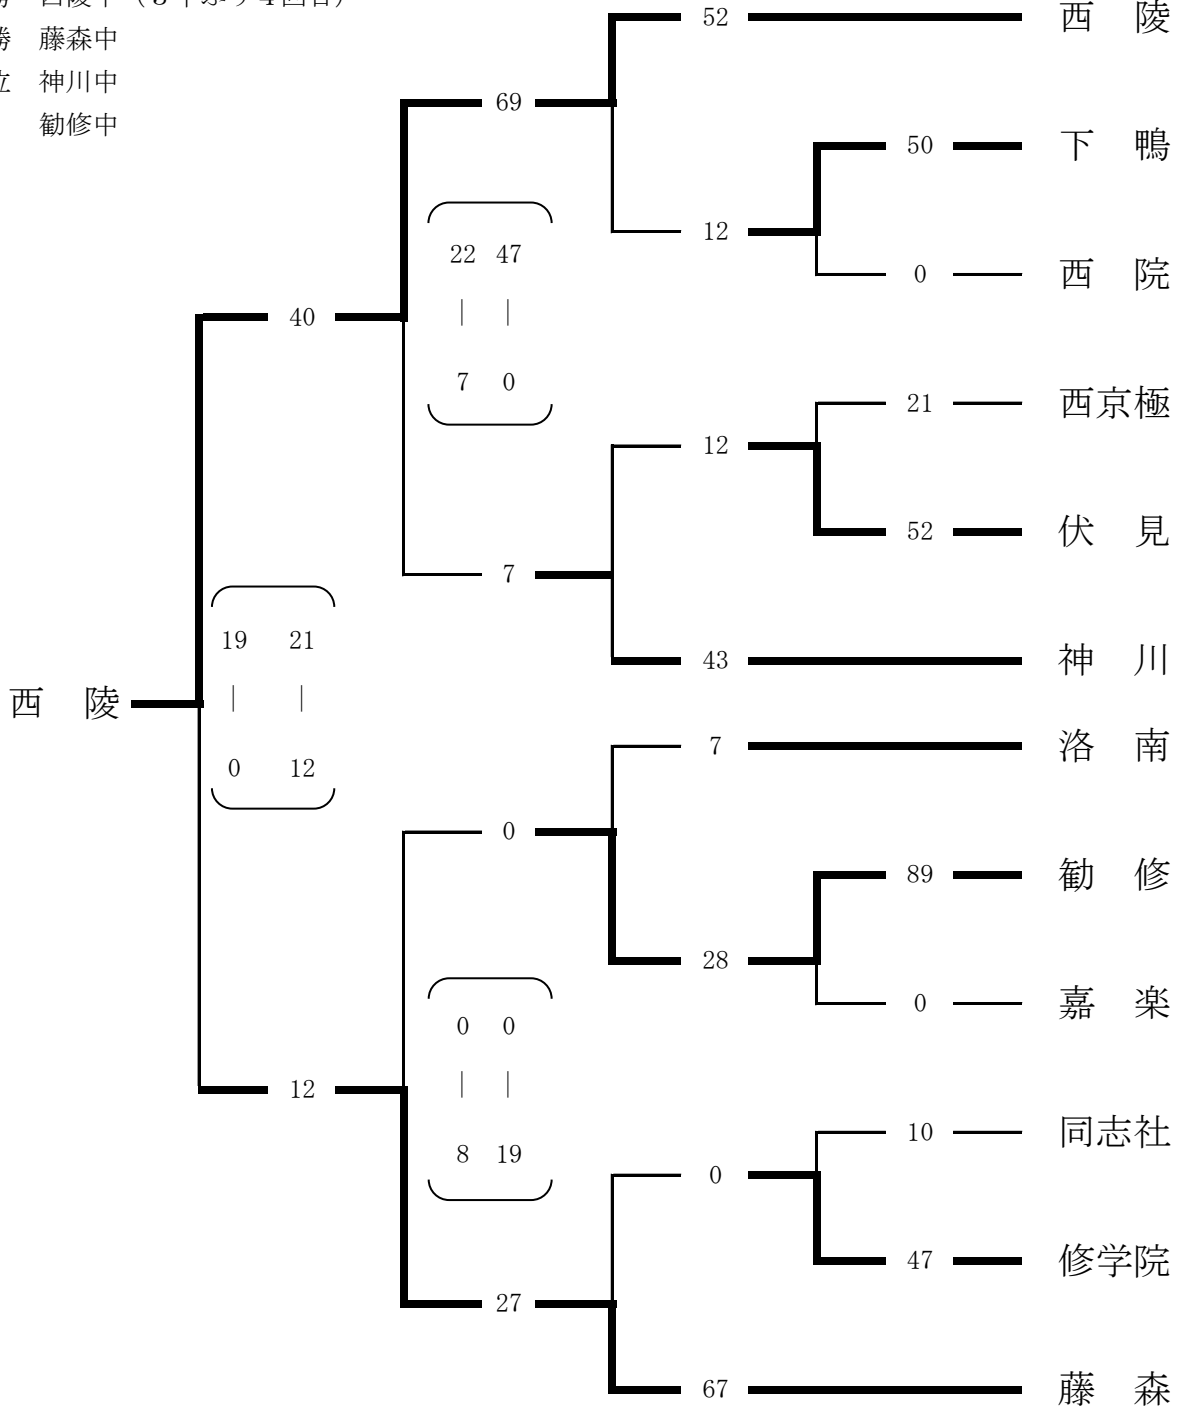 西陵中
勝　藤森中
立　神川中
勧修中
52　西　陵
69
50　下　鴨
12
22　47
0　西　院
40
｜　｜
7　0
21　西京極
12
52　伏　見
7
19　21
43　神　川
西　陵
｜　｜
7　洛　南
0　12
0
89　勧　修
28
0　嘉　楽
0　0
12
｜　｜
10　同志社
8　19
0
47　修学院
27
67　藤　森